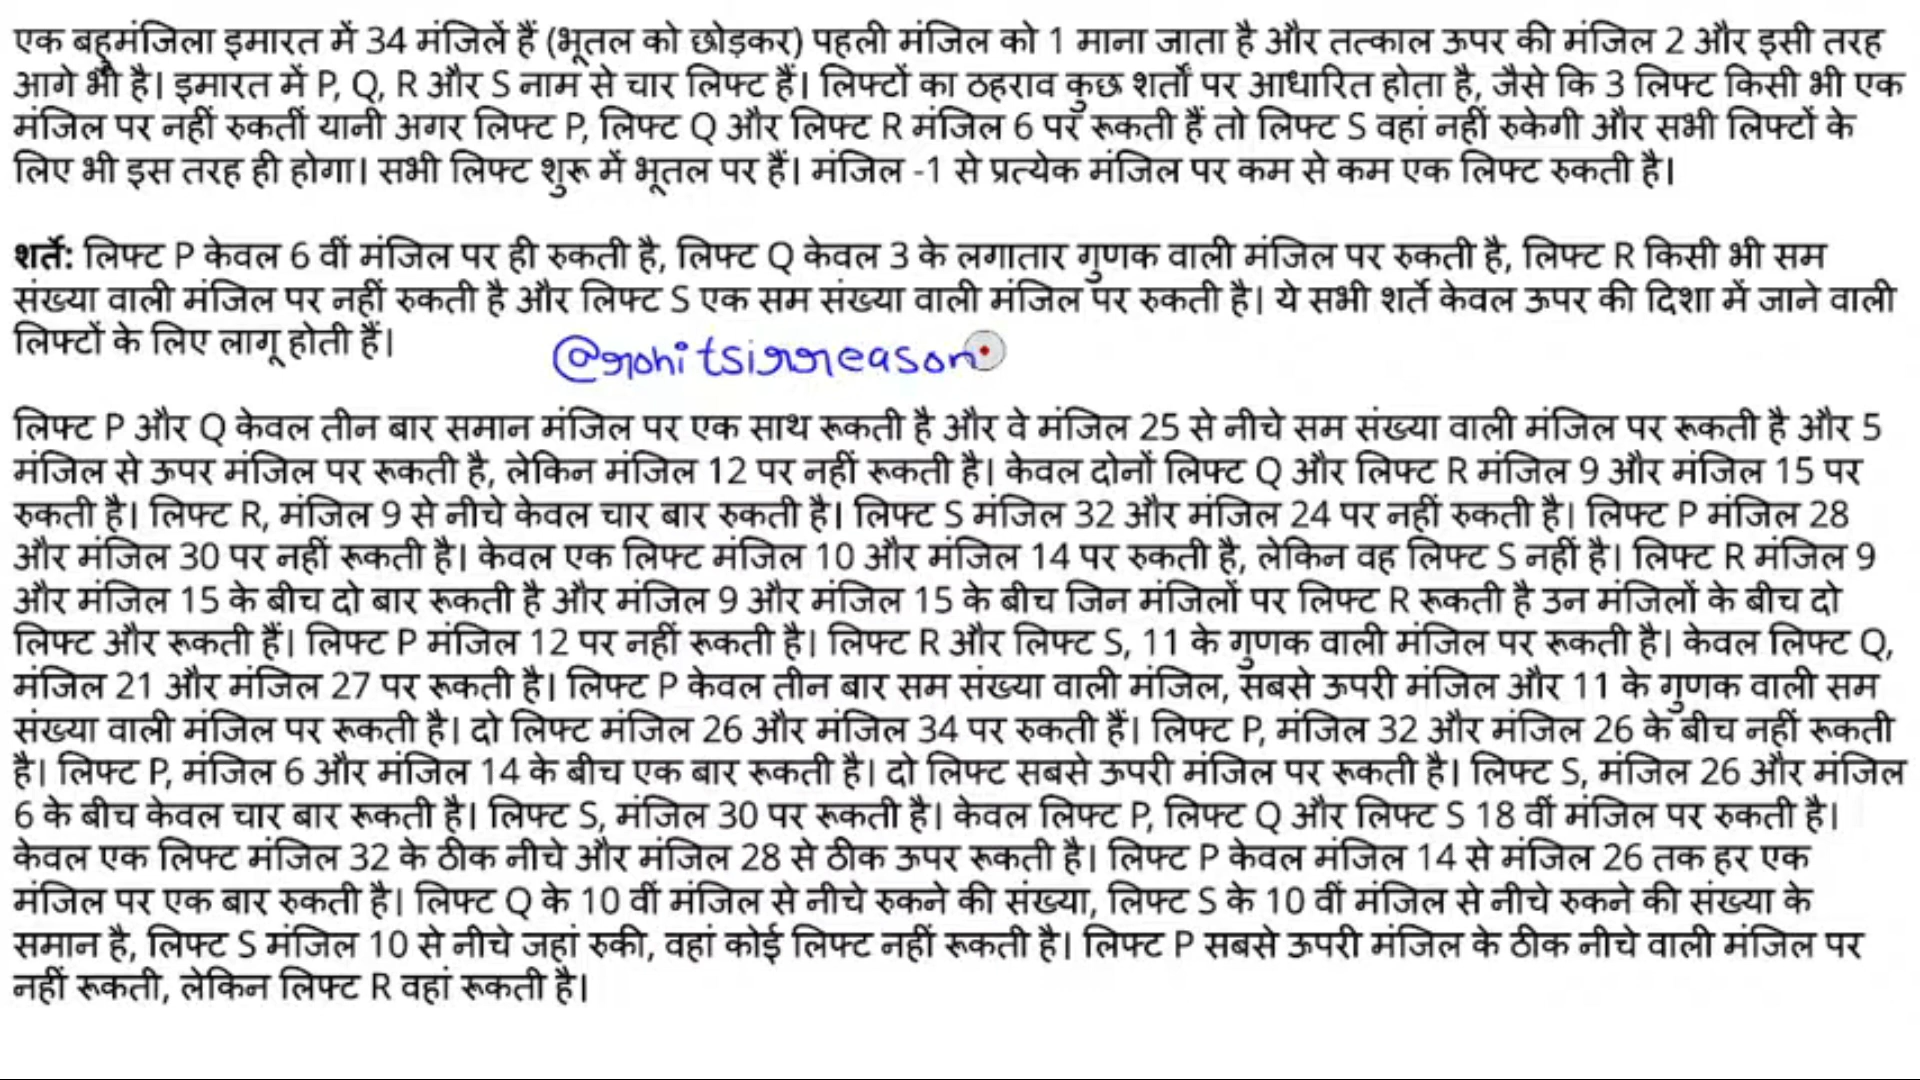 एक बहुमंजिला इमारत में 34 मंजिलें हैं (भूतल को छोड़कर) पहली मंजिल को 1 माना जाता है और तत्काल ऊपर की मंजिल 2 और इसी तरह
आगे भी है। इमारत में P, Q, R और S नाम से चार लिफ्ट हैं। लिफ्टों का ठहराव कुछ शर्तों पर आधारित होता है, जैसे कि 3 लिफ्ट किसी भी एक
मंजिल पर नहीं रुकतीं यानी अगर लिफ्ट P, लिफ्ट Q और लिफ्ट R मंजिल 6 पर रूकती हैं तो लिफ्ट S वहां नहीं रुकेगी और सभी लिफ्टों के
लिए भी इस तरह ही होगा। सभी लिफ्ट शुरू में भूतल पर हैं। मंजिल -1 से प्रत्येक मंजिल पर कम से कम एक लिफ्ट रुकती है।
शर्ते: लिफ्ट P केवल 6 वीं मंजिल पर ही रुकती है, लिफ्ट Q केवल 3 के लगातार गुणक वाली मंजिल पर रुकती है, लिफ्ट R किसी भी सम
संख्या वाली मंजिल पर नहीं रुकती है और लिफ्ट S एक सम संख्या वाली मंजिल पर रुकती है। ये सभी शर्ते केवल ऊपर की दिशा में जाने वाली
लिफ्टों के लिए लागू होती हैं।
@rohitsirreason
लिफ्ट P और Q केवल तीन बार समान मंजिल पर एक साथ रूकती है और वे मंजिल 25 से नीचे सम संख्या वाली मंजिल पर रूकती है और 5
मंजिल से ऊपर मंजिल पर रूकती है, लेकिन मंजिल 12 पर नहीं रूकती है। केवल दोनों लिफ्ट Q और लिफ्ट R मंजिल 9 और मंजिल 15 पर
रुकती है। लिफ्ट R, मंजिल 9 से नीचे केवल चार बार रुकती है। लिफ्ट S मंजिल 32 और मंजिल 24 पर नहीं रुकती है। लिफ्ट P मंजिल 28
और मंजिल 30 पर नहीं रूकती है। केवल एक लिफ्ट मंजिल 10 और मंजिल 14 पर रुकती है, लेकिन वह लिफ्ट S नहीं है। लिफ्ट R मंजिल 9
और मंजिल 15 के बीच दो बार रूकती है और मंजिल 9 और मंजिल 15 के बीच जिन मंजिलों पर लिफ्ट R रूकती है उन मंजिलों के बीच दो
लिफ्ट और रूकती हैं। लिफ्ट P मंजिल 12 पर नहीं रूकती है। लिफ्ट R और लिफ्ट S, 11 के गुणक वाली मंजिल पर रूकती है। केवल लिफ्ट Q,
मंजिल 21 और मंजिल 27 पर रूकती है। लिफ्ट P केवल तीन बार सम संख्या वाली मंजिल, सबसे ऊपरी मंजिल और 11 के गुणक वाली सम
संख्या वाली मंजिल पर रूकती है। दो लिफ्ट मंजिल 26 और मंजिल 34 पर रुकती हैं। लिफ्ट P, मंजिल 32 और मंजिल 26 के बीच नहीं रूकती
है। लिफ्ट P, मंजिल 6 और मंजिल 14 के बीच एक बार रूकती है। दो लिफ्ट सबसे ऊपरी मंजिल पर रूकती है। लिफ्ट S, मंजिल 26 और मंजिल
6 के बीच केवल चार बार रूकती है। लिफ्ट S, मंजिल 30 पर रूकती है। केवल लिफ्ट P, लिफ्ट Q और लिफ्ट S 18 वीं मंजिल पर रुकती है।
केवल एक लिफ्ट मंजिल 32 के ठीक नीचे और मंजिल 28 से ठीक ऊपर रूकती है। लिफ्ट P केवल मंजिल 14 से मंजिल 26 तक हर एक
मंजिल पर एक बार रुकती है। लिफ्ट Q के 10 वीं मंजिल से नीचे रुकने की संख्या, लिफ्ट S के 10 वीं मंजिल से नीचे रुकने की संख्या के
समान है, लिफ्ट S मंजिल 10 से नीचे जहां रुकी, वहां कोई लिफ्ट नहीं रूकती है। लिफ्ट P सबसे ऊपरी मंजिल के ठीक नीचे वाली मंजिल पर
नहीं रूकती, लेकिन लिफ्ट R वहां रूकती है।